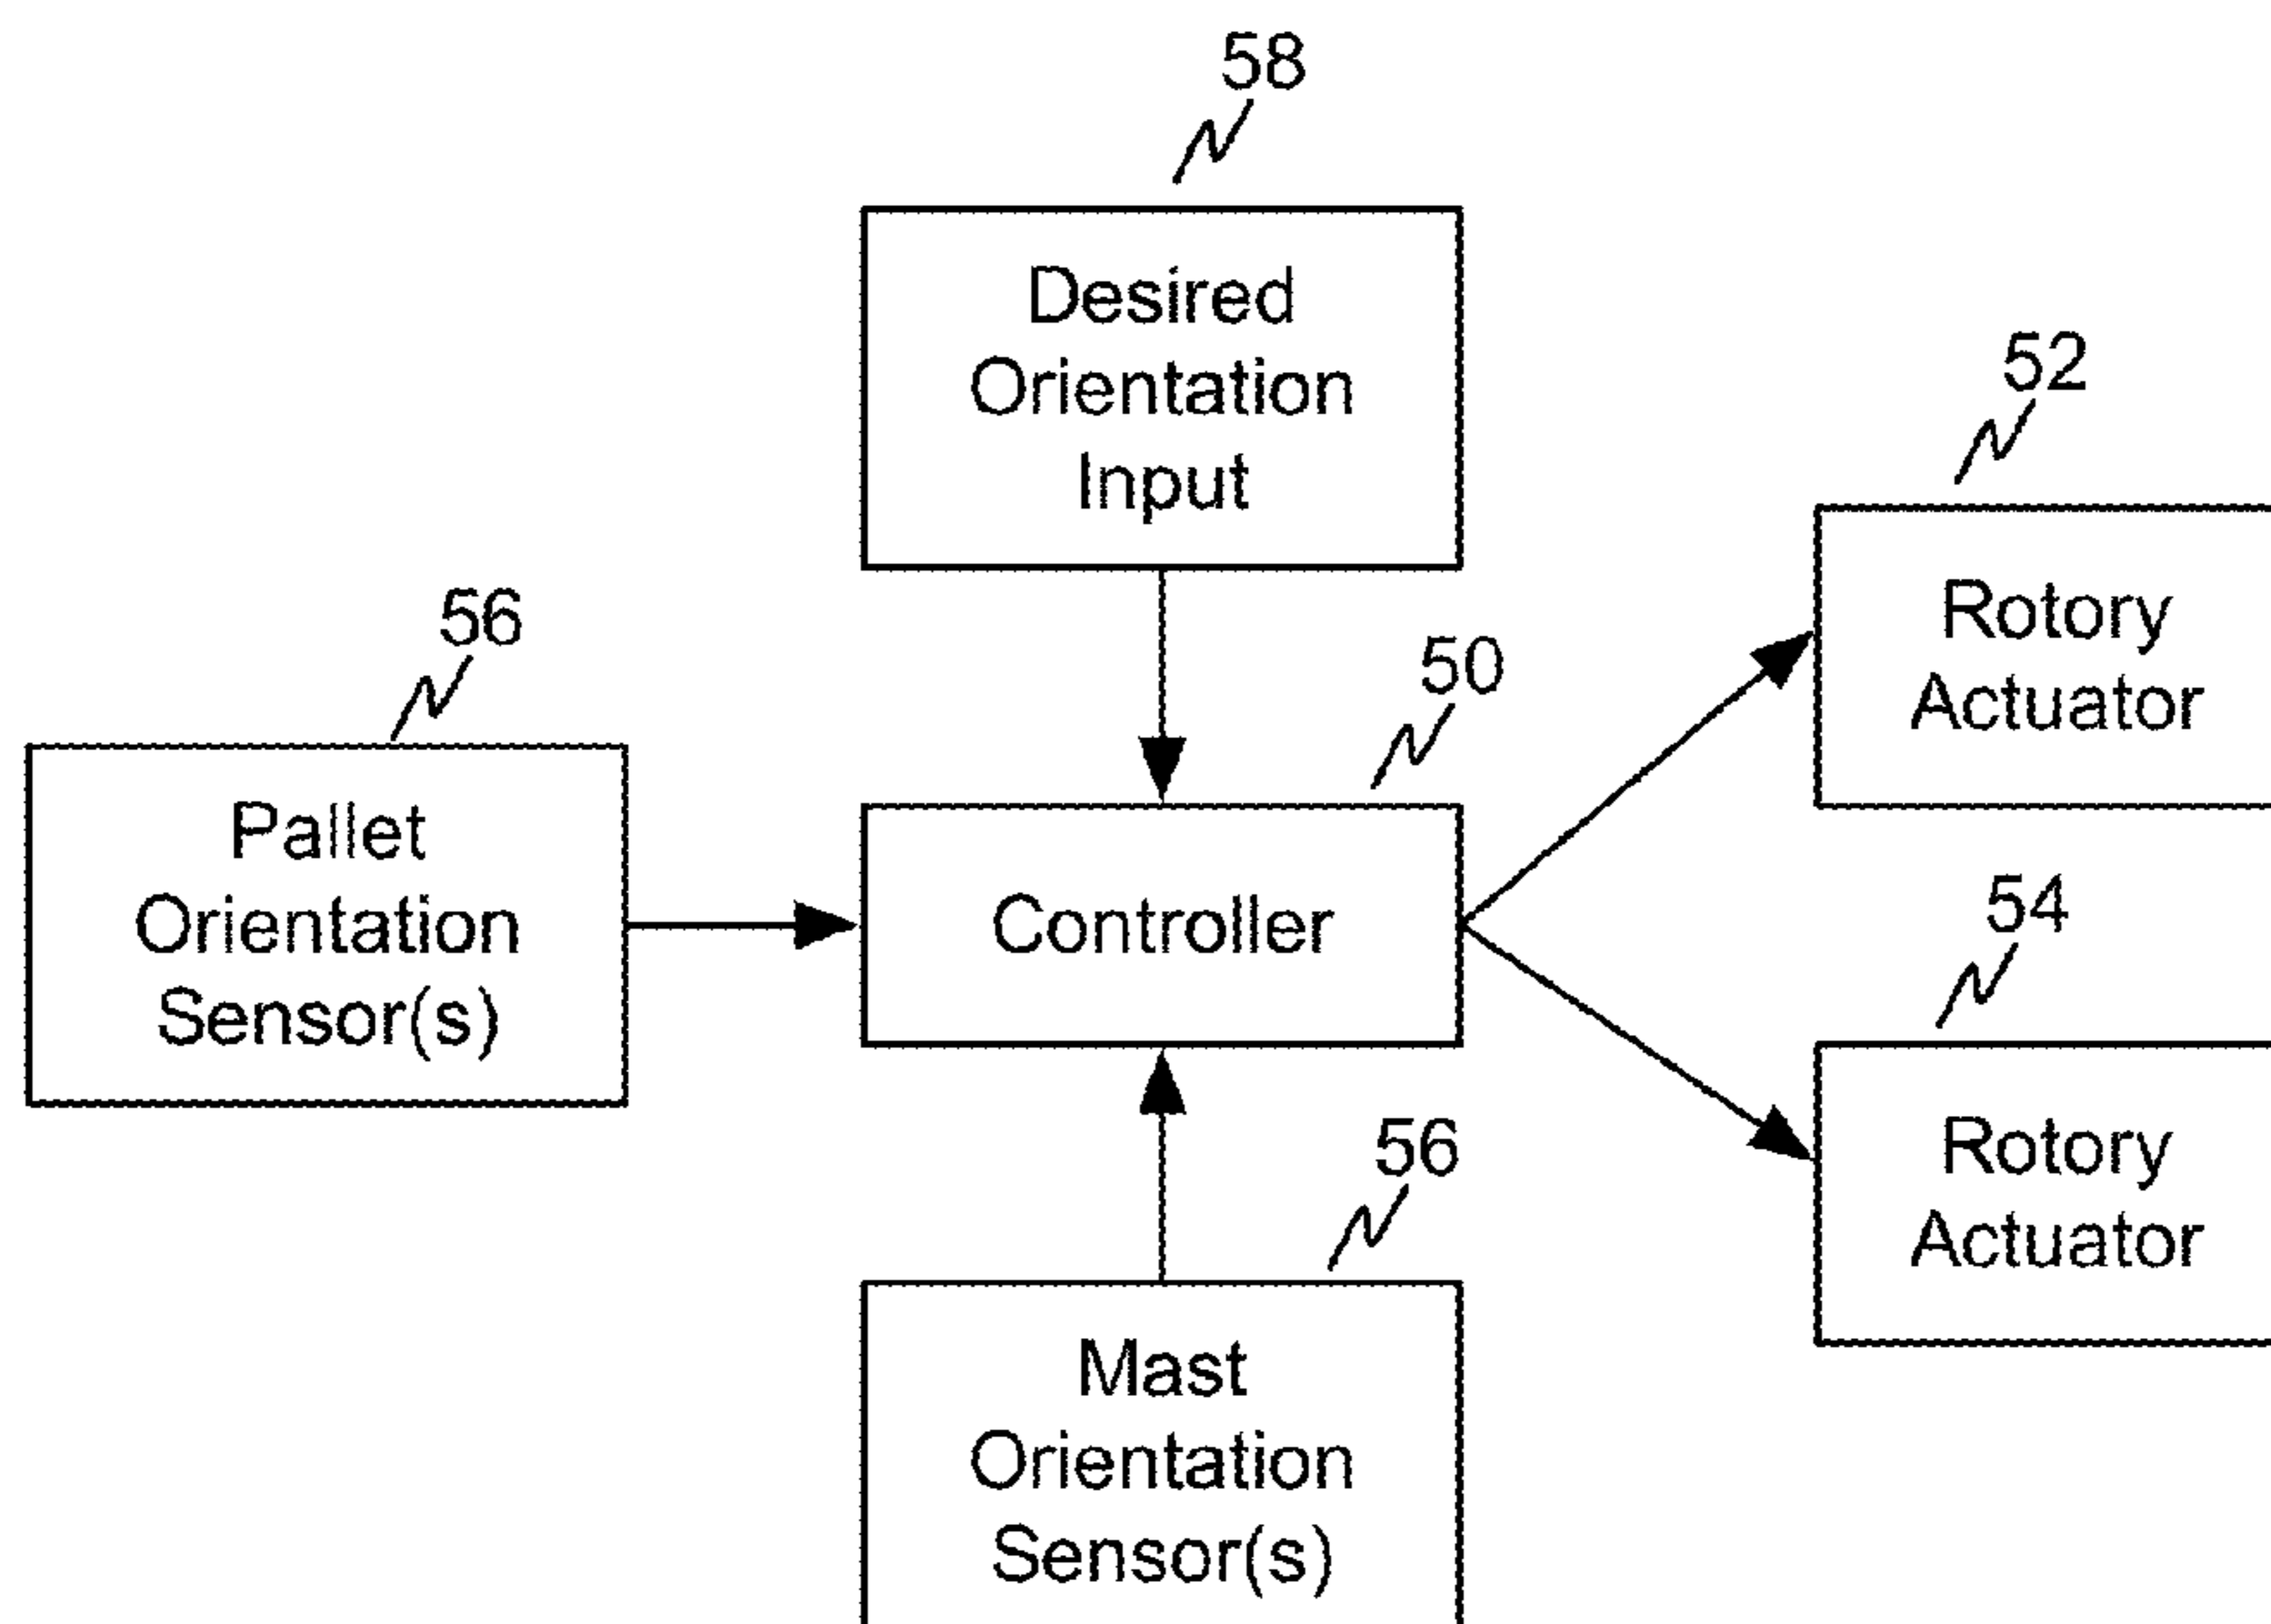 58
Desired
Orientation
Input
52
Rotory
Actuator
56
Pallet
Orientation
Sensor(s)
50
Controller
54
Rotory
Actuator
56
Mast
Orientation
Sensor(s)